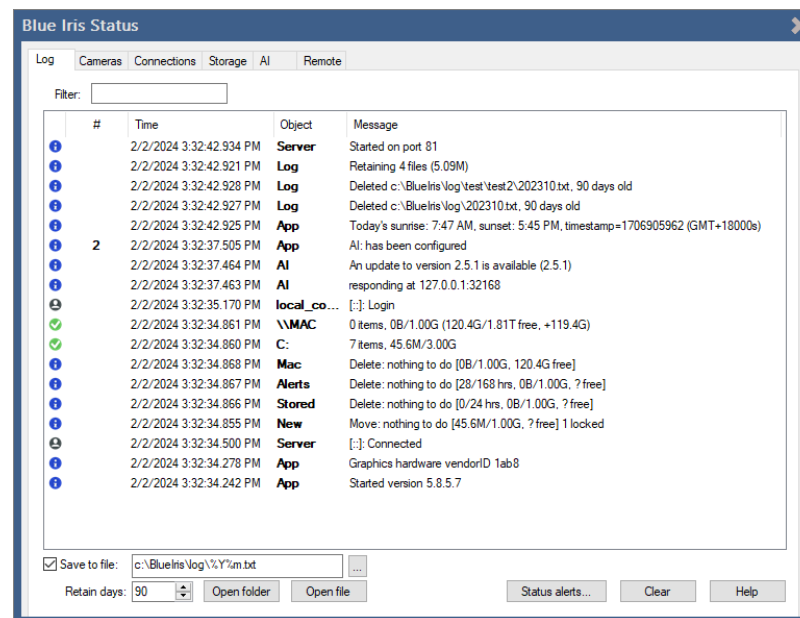 Blue Iris Status
Log Cameras Connections Storage AI Remote
Filter:
# Time Object Message
2/2/2024 3:32:42.934 PM Server Started on port 81
2/2/2024 3:32:42.921 PM Log Retaining 4 files (5.09M)
2/2/2024 3:32:42.928 PM Log Deleted c:\BlueIris\log\test\test2\202310.txt, 90 days old
2/2/2024 3:32:42.927 PM Log Deleted c:\BlueIris\log\202310.txt, 90 days old
2/2/2024 3:32:42.925 PM App Today's sunrise: 7:47 AM, sunset: 5:45 PM, timestamp=1706905962 (GMT+18000s)
2 2/2/2024 3:32:37.505 PM App AI: has been configured
2/2/2024 3:32:37.464 PM AI An update to version 2.5.1 is available (2.5.1)
2/2/2024 3:32:37.463 PM AI responding at 127.0.0.1:32168
2/2/2024 3:32:35.170 PM local_co... [::]: Login
2/2/2024 3:32:34.861 PM \\MAC 0 items, 0B/1.00G (120.4G/1.81T free, +119.4G)
2/2/2024 3:32:34.860 PM C: 7 items, 45.6M/3.00G
2/2/2024 3:32:34.868 PM Mac Delete: nothing to do [0B/1.00G, 120.4G free]
2/2/2024 3:32:34.867 PM Alerts Delete: nothing to do [28/168 hrs, 0B/1.00G, ? free]
2/2/2024 3:32:34.866 PM Stored Delete: nothing to do [0/24 hrs, 0B/1.00G, ? free]
2/2/2024 3:32:34.855 PM New Move: nothing to do [45.6M/1.00G, ? free] 1 locked
2/2/2024 3:32:34.500 PM Server [::]: Connected
2/2/2024 3:32:34.278 PM App Graphics hardware vendorID 1ab8
2/2/2024 3:32:34.242 PM App Started version 5.8.5.7
Save to file: c:\BlueIris\log\%Y%m.txt ...
Retain days: 90 Open folder Open file Status alerts... Clear Help